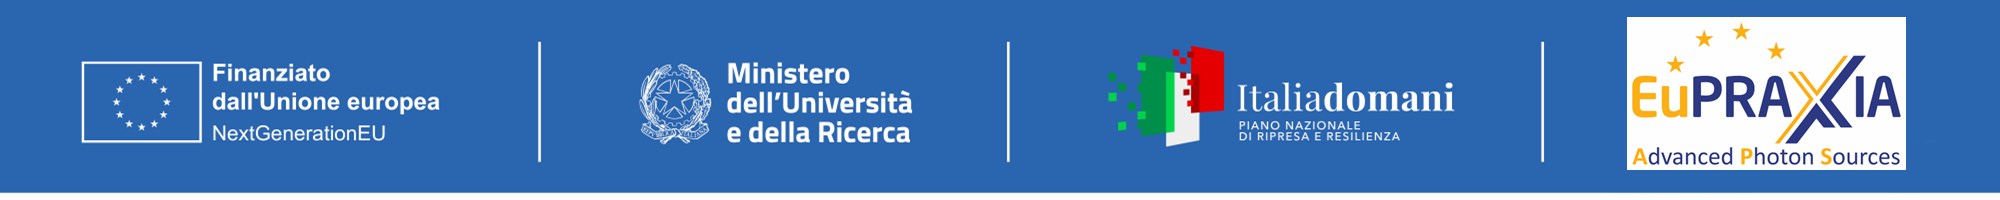 Finanziato
dall'Unione europea
NextGenerationEU
Ministero
dell'Università
e della Ricerca
Italiadomani
PIANO NAZIONALE
DI RIPRESA E RESILIENZA
EuPRAXIA
Advanced Photon Sources